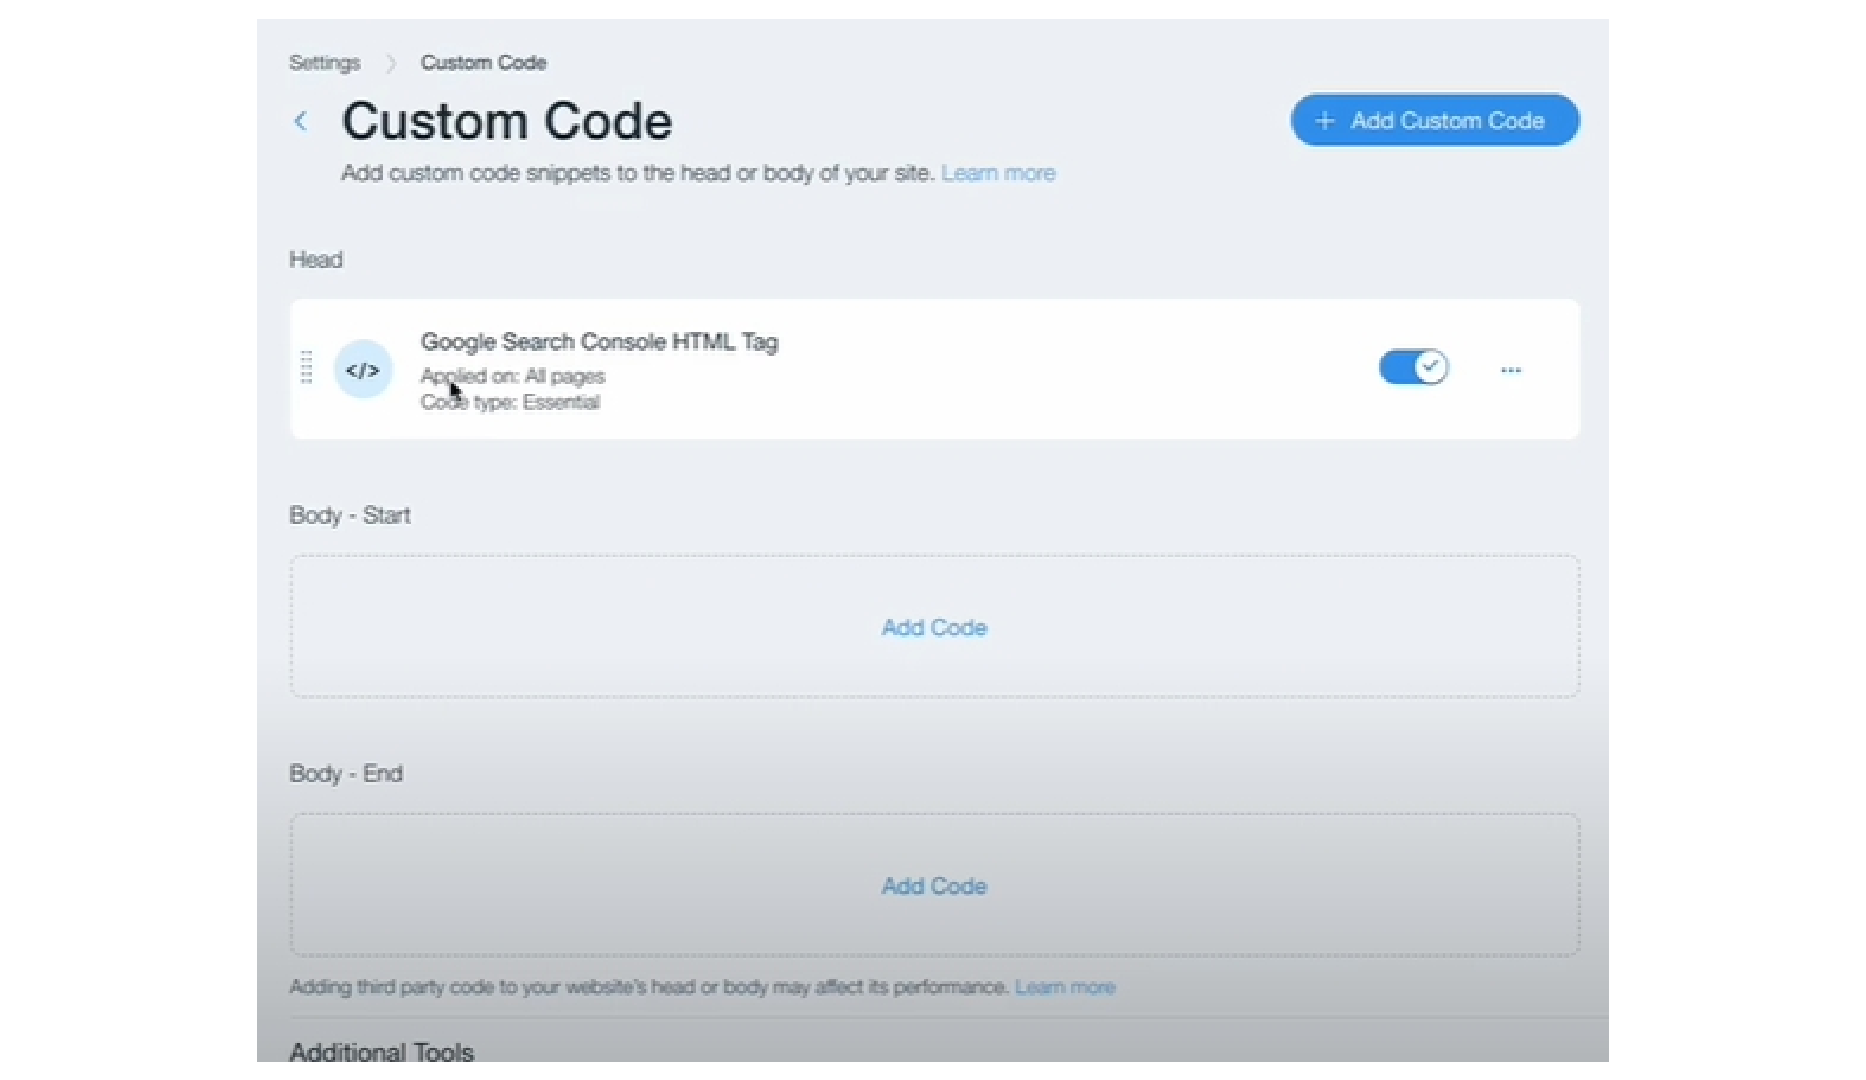 Settings > Custom Code
Custom Code
+ Add Custom Code
Add custom code snippets to the head or body of your site. Learn more
Head
</> Google Search Console HTML Tag
Applied on: All pages
Code type: Essential
Body - Start
Add Code
Body - End
Add Code
Adding third party code to your website's head or body may affect its performance. Learn more
Additional Tools